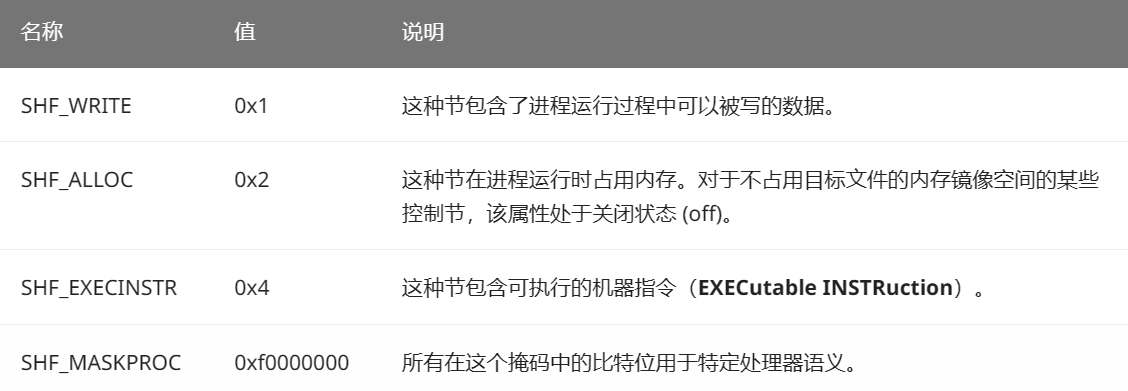 名称 值 说明
SHF_WRITE 0x1 这种节包含了进程运行过程中可以被写的数据。
SHF_ALLOC 0x2 这种节在进程运行时占用内存。对于不占用目标文件的内存镜像空间的某些
控制节，该属性处于关闭状态 (off)。
SHF_EXECINSTR 0x4 这种节包含可执行的机器指令（EXECutable INSTRuction）。
SHF_MASKPROC 0xf0000000 所有在这个掩码中的比特位用于特定处理器语义。